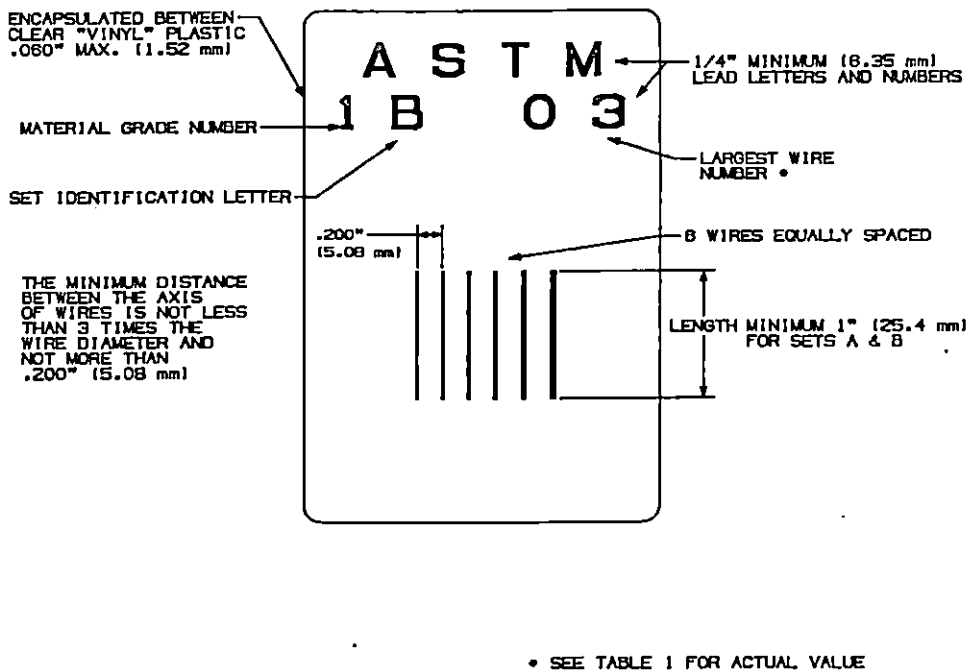 ENCAPSULATED BETWEEN
CLEAR "VINYL" PLASTIC
.060" MAX. (1.52 mm)
A S T M
1/4" MINIMUM (6.35 mm)
LEAD LETTERS AND NUMBERS
1 B 0 3
MATERIAL GRADE NUMBER
LARGEST WIRE
NUMBER *
SET IDENTIFICATION LETTER
.200"
(5.08 mm)
6 WIRES EQUALLY SPACED
THE MINIMUM DISTANCE
BETWEEN THE AXIS
OF WIRES IS NOT LESS
THAN 3 TIMES THE
WIRE DIAMETER AND
NOT MORE THAN
.200" (5.08 mm)
LENGTH MINIMUM 1" (25.4 mm)
FOR SETS A & B
* SEE TABLE 1 FOR ACTUAL VALUE